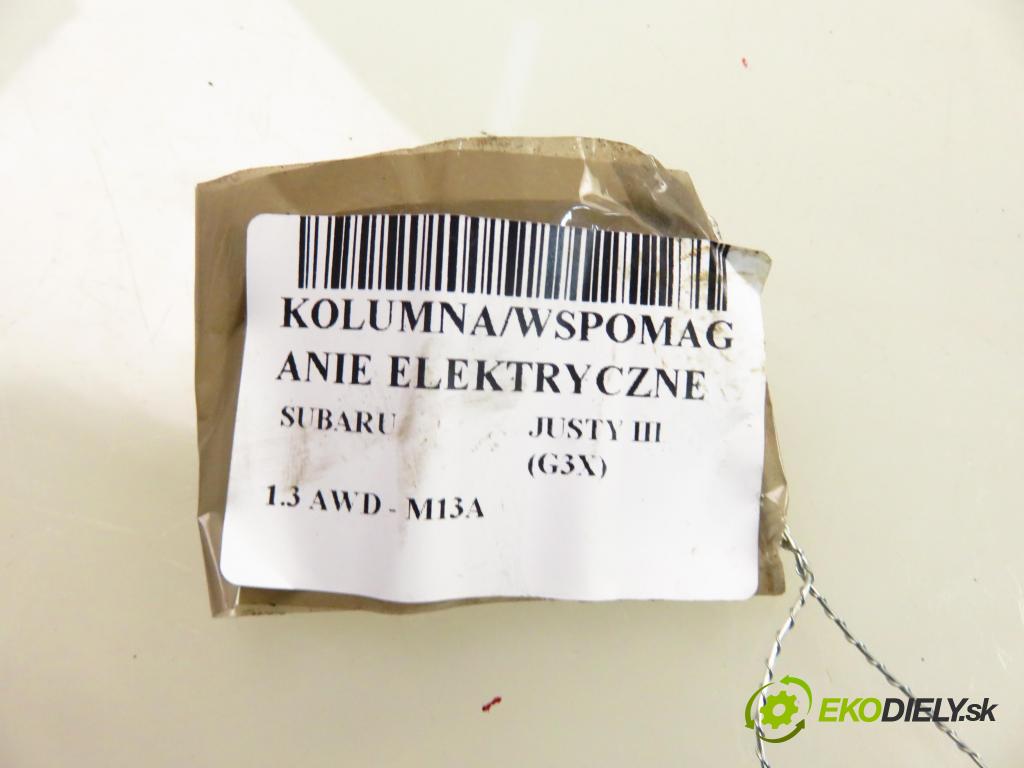 KOLUMNA/WSPOMAG
ANIE ELEKTRYCZNE
SUBARU JUSTY III
(G3X)
1.3 AWD - M13A
EKODIELY.sk